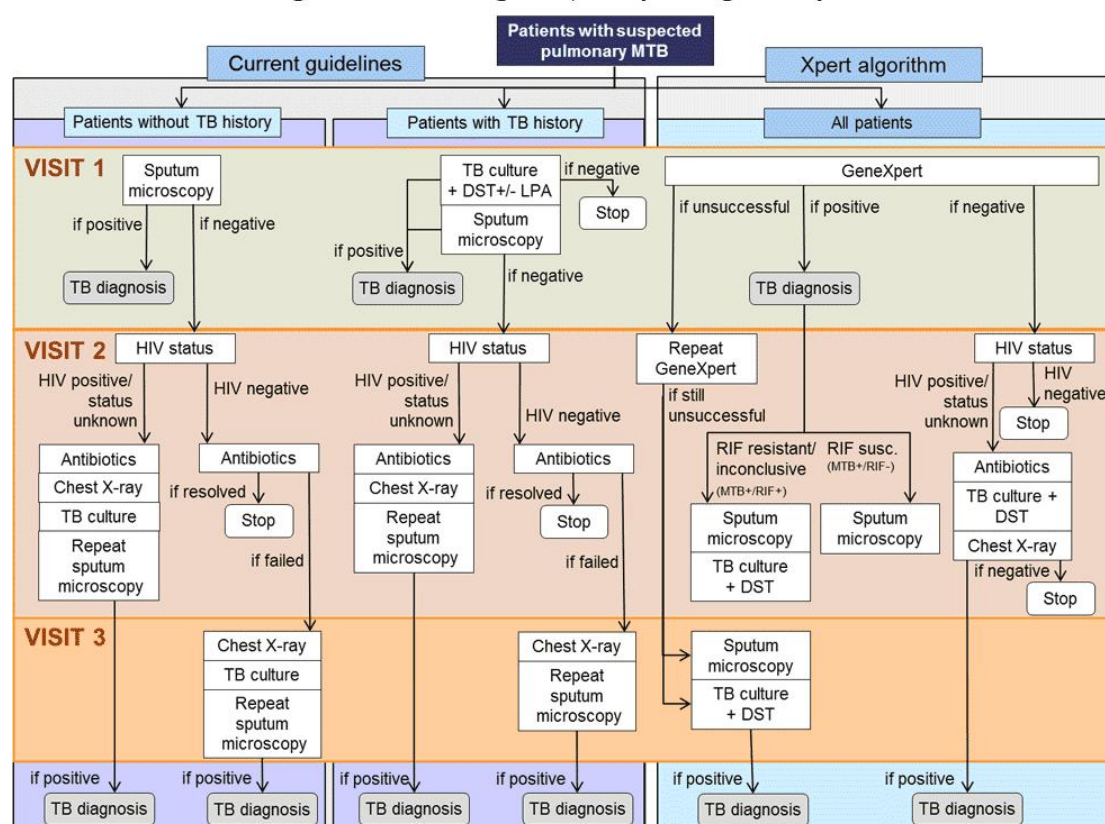 Patients with suspected
pulmonary MTB
Current guidelines
Xpert algorithm
Patients without TB history
Patients with TB history
All patients
VISIT 1
Sputum
microscopy
if positive
if negative
TB diagnosis
TB culture
+ DST+/- LPA
Sputum
microscopy
if negative
Stop
if positive
if negative
TB diagnosis
GeneXpert
if unsuccessful
if positive
if negative
TB diagnosis
VISIT 2
HIV status
HIV positive/
status
unknown
HIV negative
Antibiotics
Chest X-ray
TB culture
Repeat
sputum
microscopy
Antibiotics
if resolved
Stop
if failed
HIV status
HIV positive/
status
unknown
HIV negative
Antibiotics
Chest X-ray
Repeat
sputum
microscopy
Antibiotics
if resolved
Stop
if failed
Repeat
GeneXpert
if still
unsuccessful
RIF resistant/
inconclusive
(MTB+/RIF+)
RIF susc.
(MTB+/RIF-)
Sputum
microscopy
TB culture
+ DST
Sputum
microscopy
HIV status
HIV positive/
status
unknown
HIV
negative
Stop
Antibiotics
TB culture +
DST
Chest X-ray
if negative
Stop
VISIT 3
Chest X-ray
TB culture
Repeat
sputum
microscopy
Chest X-ray
Repeat
sputum
microscopy
Sputum
microscopy
TB culture
+ DST
if positive
if positive
if positive
if positive
if positive
if positive
TB diagnosis
TB diagnosis
TB diagnosis
TB diagnosis
TB diagnosis
TB diagnosis